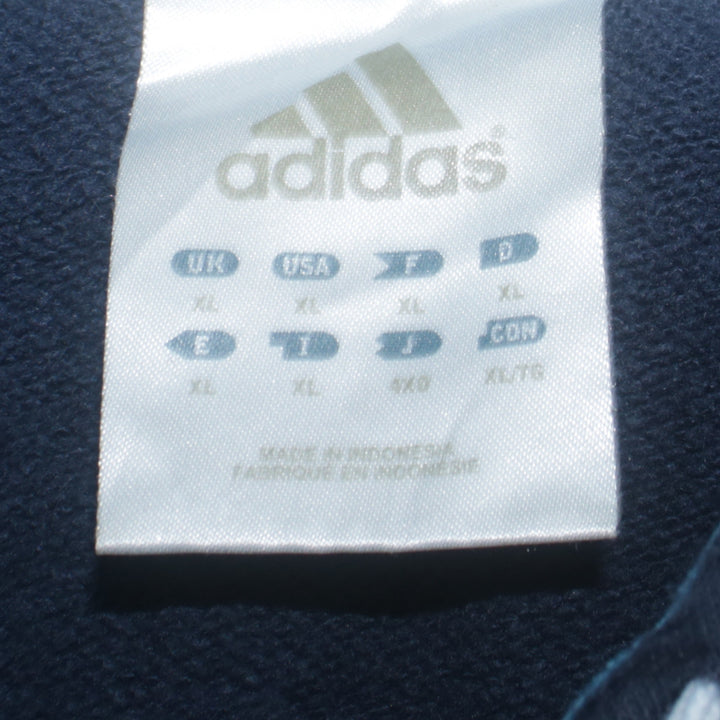 adidas®
UK USA F D
XL XL XL XL
E I J CDN
XL XL 4XO XL/TG
MADE IN INDONESIA
FABRIQUE EN INDONESIE